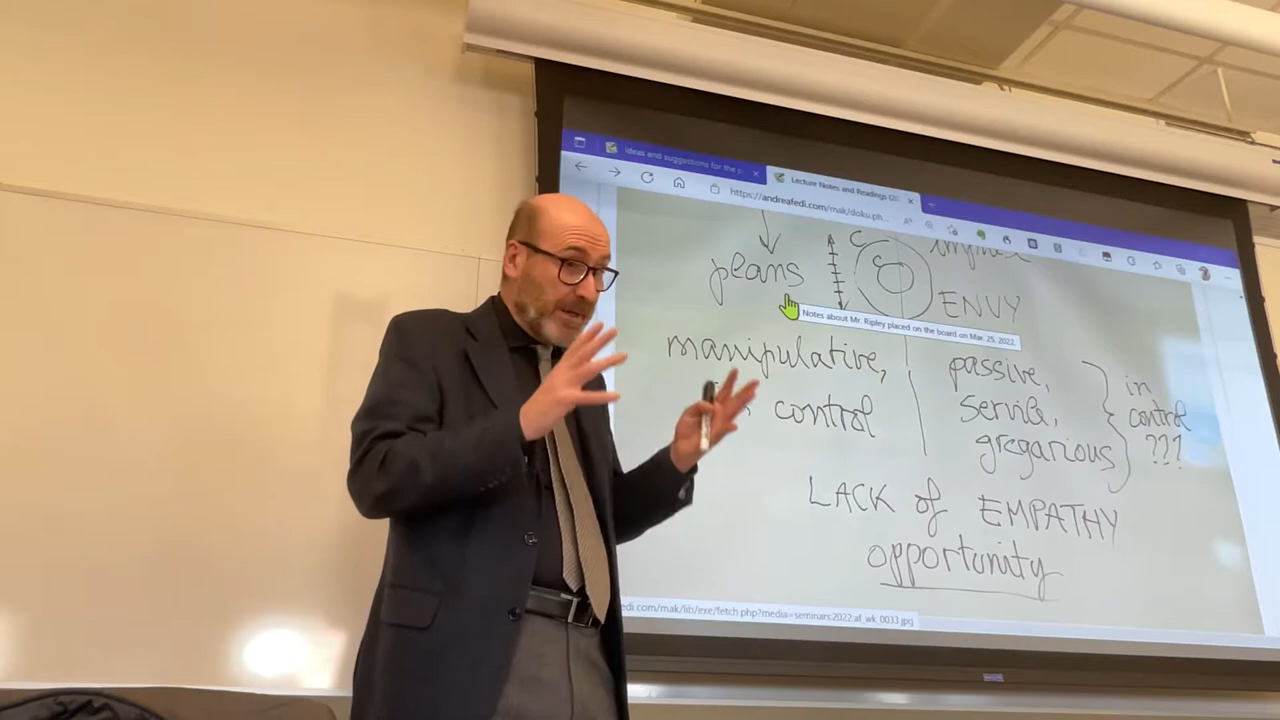 Ideas and suggestions for the p
Lecture Notes and Readings (20
https://andreafedi.com/mak/doku.ph...
jeans
ENVY
Notes about Mr. Ripley placed on the board on Mar. 25, 2022.
manipulative,
control
passive,
servile,
gregarious
in
control
???
LACK of EMPATHY
opportunity
edi.com/mak/lib/exe/fetch.php?media=seminars:2022:af_wk_0033.jpg